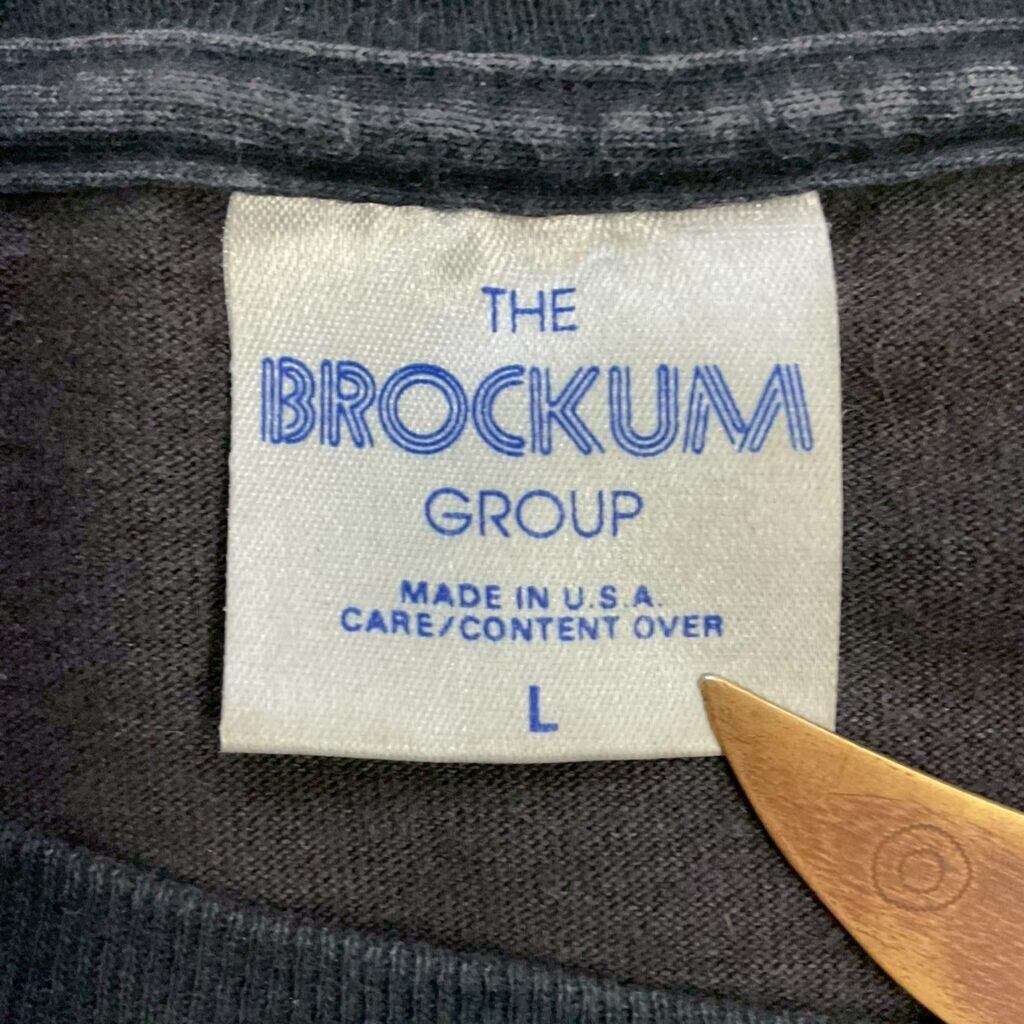 THE
BROCKUM
GROUP
MADE IN U.S.A.
CARE/CONTENT OVER
L